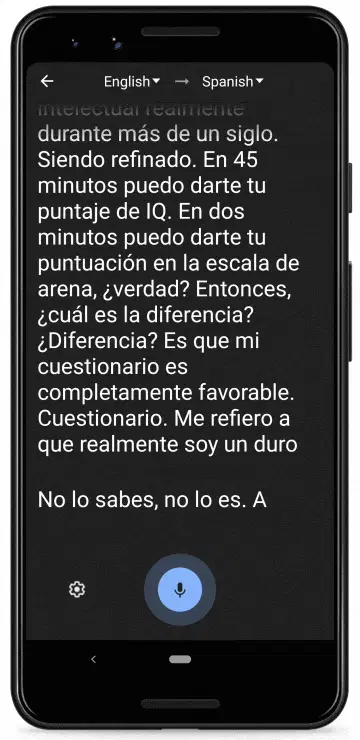 English Spanish
intelectual realmente
durante más de un siglo.
Siendo refinado. En 45
minutos puedo darte tu
puntaje de IQ. En dos
minutos puedo darte tu
puntuación en la escala de
arena, ¿verdad? Entonces,
¿cuál es la diferencia?
¿Diferencia? Es que mi
cuestionario es
completamente favorable.
Cuestionario. Me refiero a
que realmente soy un duro
No lo sabes, no lo es. A